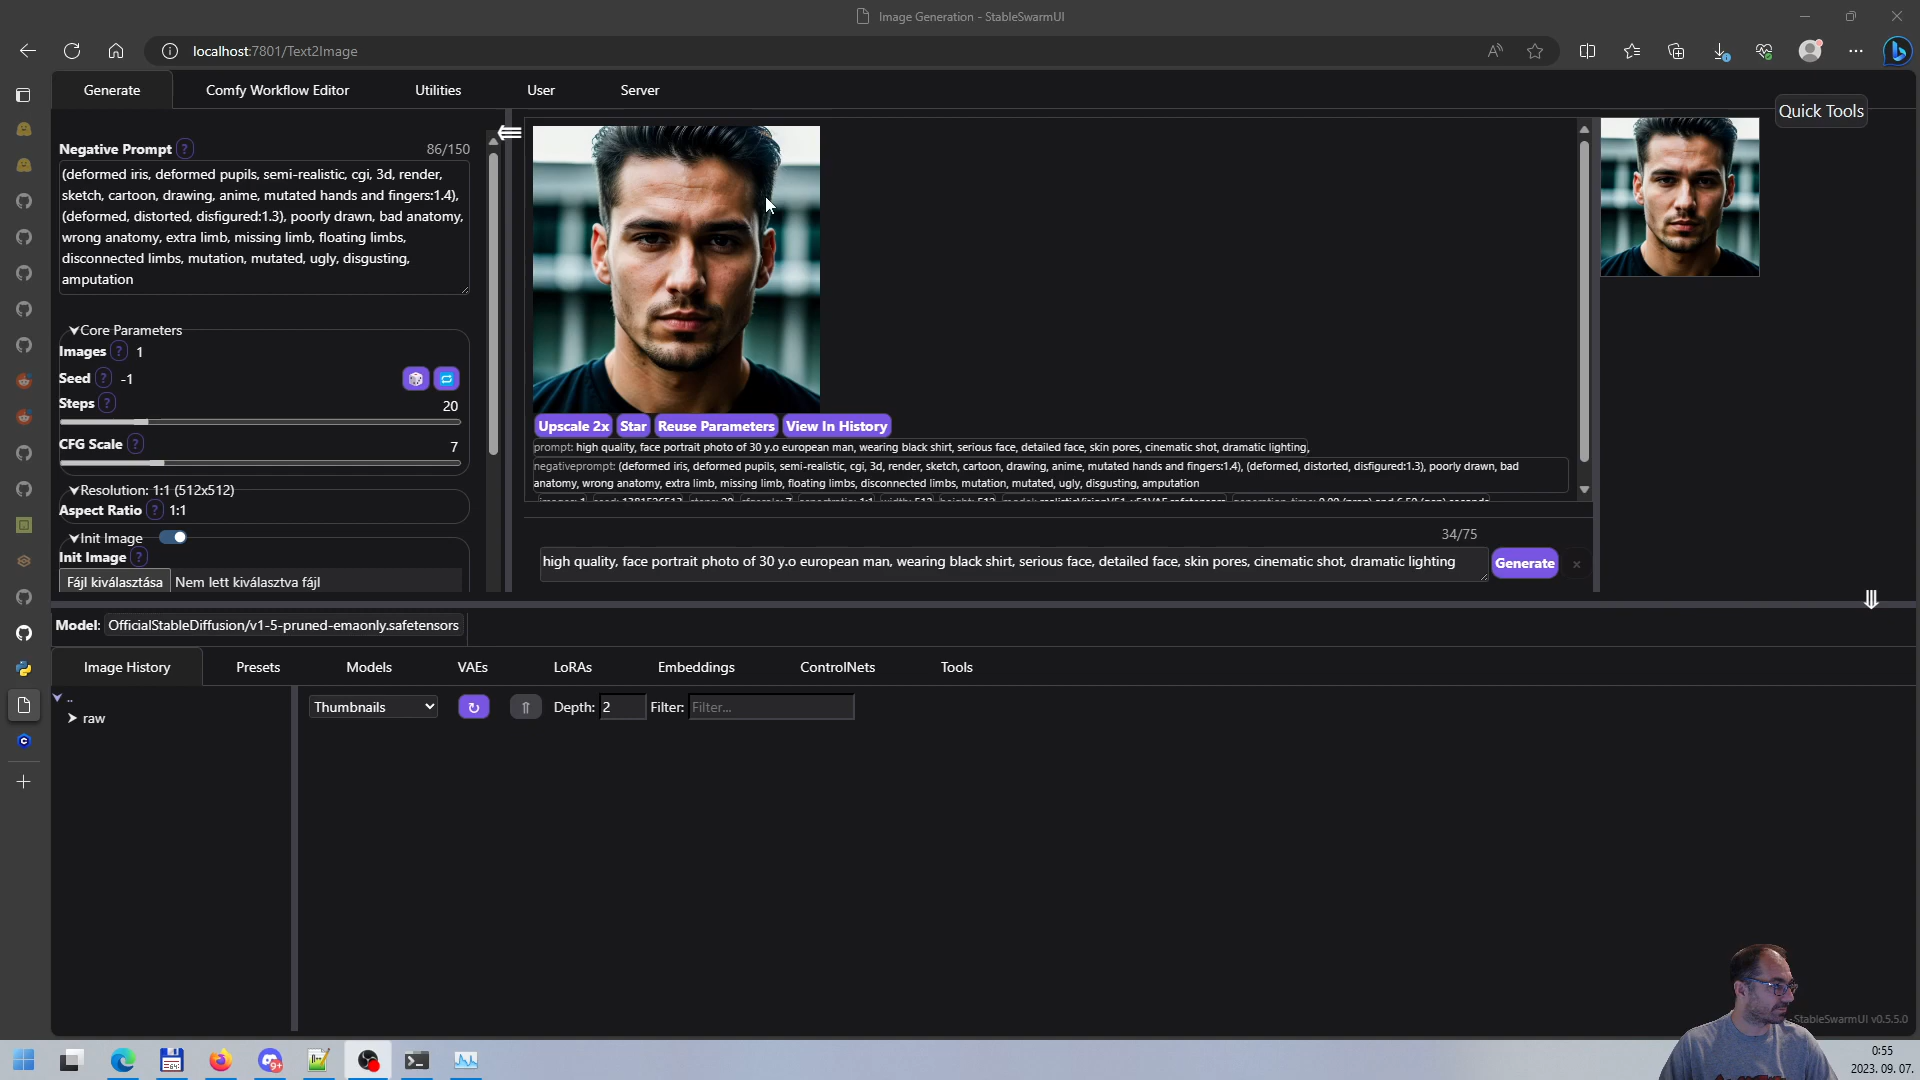 Image Generation - StableSwarmUI
localhost:7801/Text2Image
Generate
Comfy Workflow Editor
Utilities
User
Server
Quick Tools
Negative Prompt ? 86/150
(deformed iris, deformed pupils, semi-realistic, cgi, 3d, render,
sketch, cartoon, drawing, anime, mutated hands and fingers:1.4),
(deformed, distorted, disfigured:1.3), poorly drawn, bad anatomy,
wrong anatomy, extra limb, missing limb, floating limbs,
disconnected limbs, mutation, mutated, ugly, disgusting,
amputation
Core Parameters
Images ? 1
Seed ? -1
Steps ? 20
CFG Scale ? 7
Resolution: 1:1 (512x512)
Aspect Ratio ? 1:1
Init Image
Init Image ?
Fájl kiválasztása Nem lett kiválasztva fájl
Upscale 2x Star Reuse Parameters View In History
prompt: high quality, face portrait photo of 30 y.o european man, wearing black shirt, serious face, detailed face, skin pores, cinematic shot, dramatic lighting,
negativeprompt: (deformed iris, deformed pupils, semi-realistic, cgi, 3d, render, sketch, cartoon, drawing, anime, mutated hands and fingers:1.4), (deformed, distorted, disfigured:1.3), poorly drawn, bad
anatomy, wrong anatomy, extra limb, missing limb, floating limbs, disconnected limbs, mutation, mutated, ugly, disgusting, amputation
34/75
high quality, face portrait photo of 30 y.o european man, wearing black shirt, serious face, detailed face, skin pores, cinematic shot, dramatic lighting
Generate ×
Model: OfficialStableDiffusion/v1-5-pruned-emaonly.safetensors
Image History
Presets
Models
VAEs
LoRAs
Embeddings
ControlNets
Tools
..
raw
Thumbnails
Depth: 2 Filter: Filter...
StableSwarmUI v0.5.5.0
9+
0:55
2023. 09. 07.